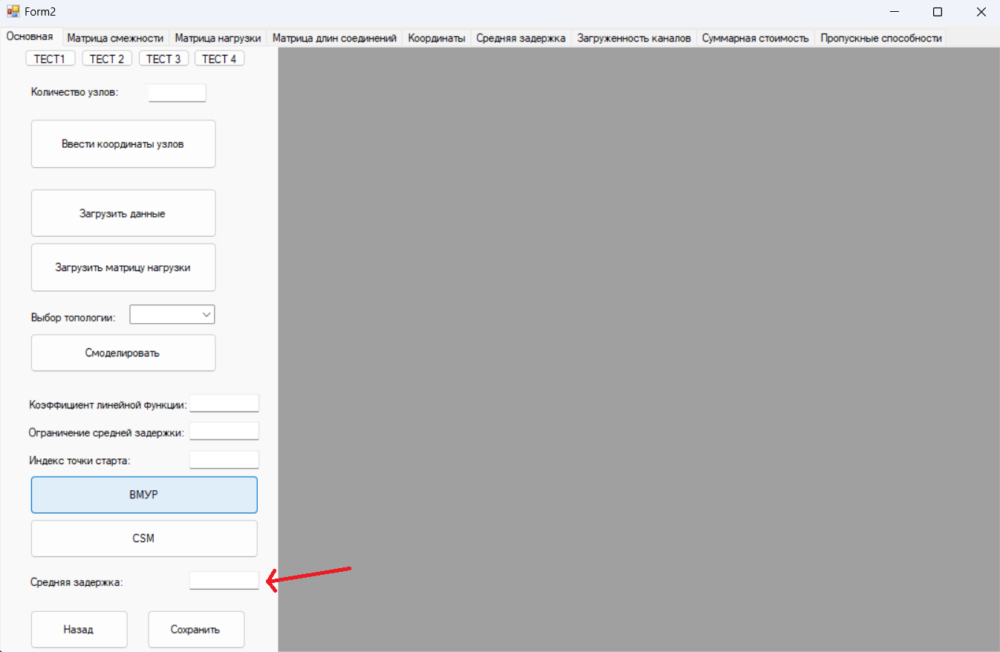 Form2
Основная Матрица смежности Матрица нагрузки Матрица длин соединений Координаты Средняя задержка Загруженность каналов Суммарная стоимость Пропускные способности
ТЕСТ1 ТЕСТ 2 ТЕСТ 3 ТЕСТ 4
Количество узлов:
Ввести координаты узлов
Загрузить данные
Загрузить матрицу нагрузки
Выбор топологии:
Смоделировать
Коэффициент линейной функции:
Ограничение средней задержки:
Индекс точки старта:
ВМУР
CSM
Средняя задержка:
Назад Сохранить